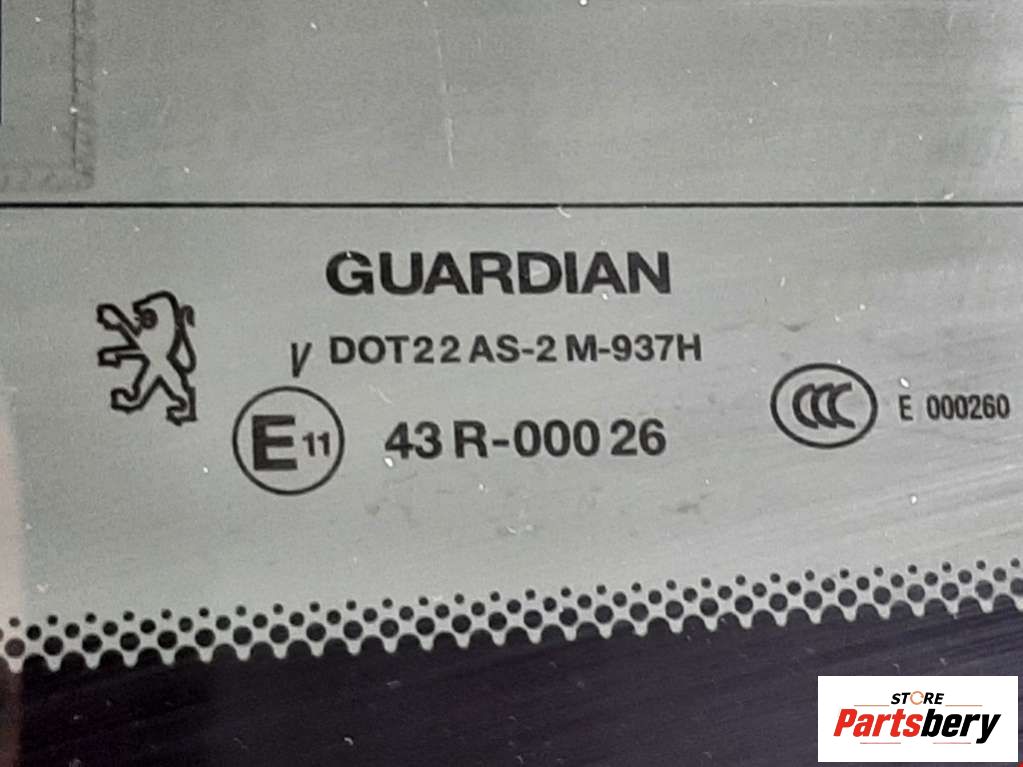 GUARDIAN
V DOT22 AS-2 M-937H
E11 43 R-000 26
CCC E 000260
STORE
Partsbery